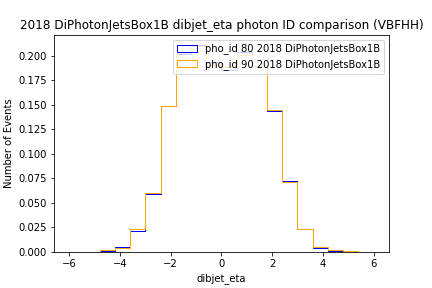 2018 DiPhotonJetsBox1B dibjet_eta photon ID comparison (VBFHH)
pho_id 80 2018 DiPhotonJetsBox1B
pho_id 90 2018 DiPhotonJetsBox1B
Number of Events
0.200
0.175
0.150
0.125
0.100
0.075
0.050
0.025
0.000
−6 −4 −2 0 2 4 6
dibjet_eta